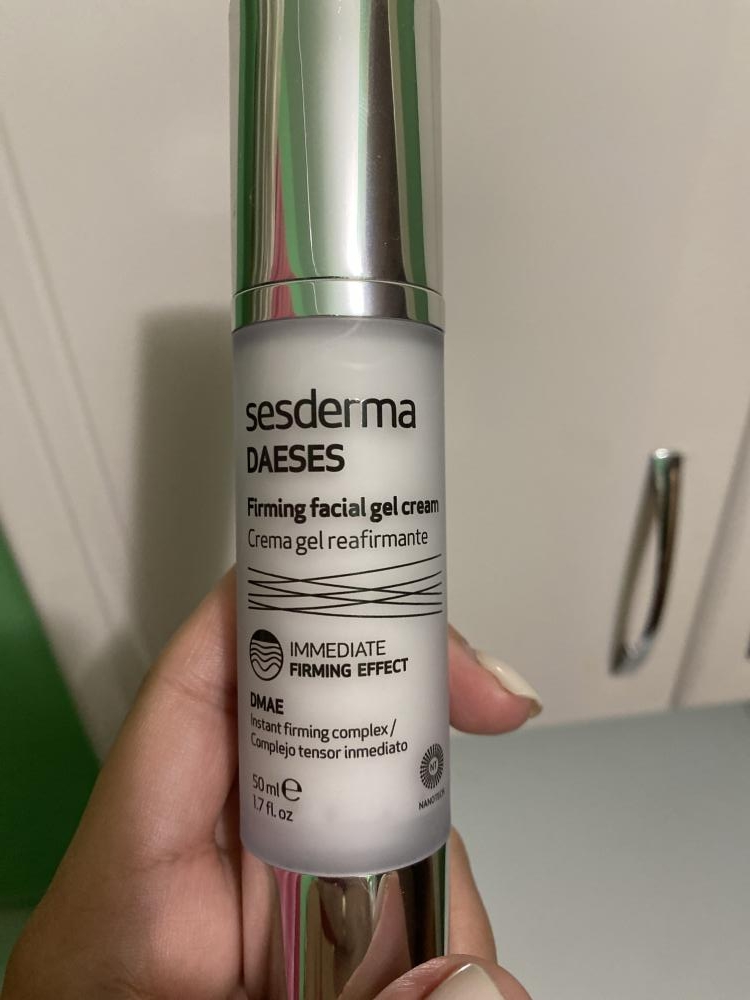 sesderma
DAESES
Firming facial gel cream
Crema gel reafirmante
IMMEDIATE
FIRMING EFFECT
DMAE
Instant firming complex/
Complejo tensor inmediato
50 ml e
1.7 fl. oz
NT
NANOTECH